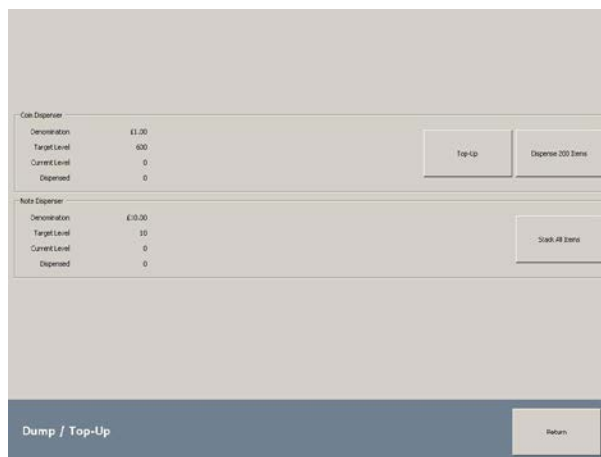 Coin Dispenser
Denomination £1.00
Target Level 600
Current Level 0
Dispensed 0
Top-Up
Dispense 200 Items
Note Dispenser
Denomination £10.00
Target Level 10
Current Level 0
Dispensed 0
Stack All Items
Dump / Top-Up
Return